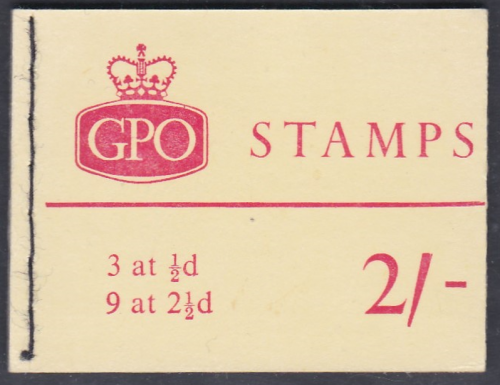 GPO
STAMPS
3 at ½d
9 at 2½d
2/-